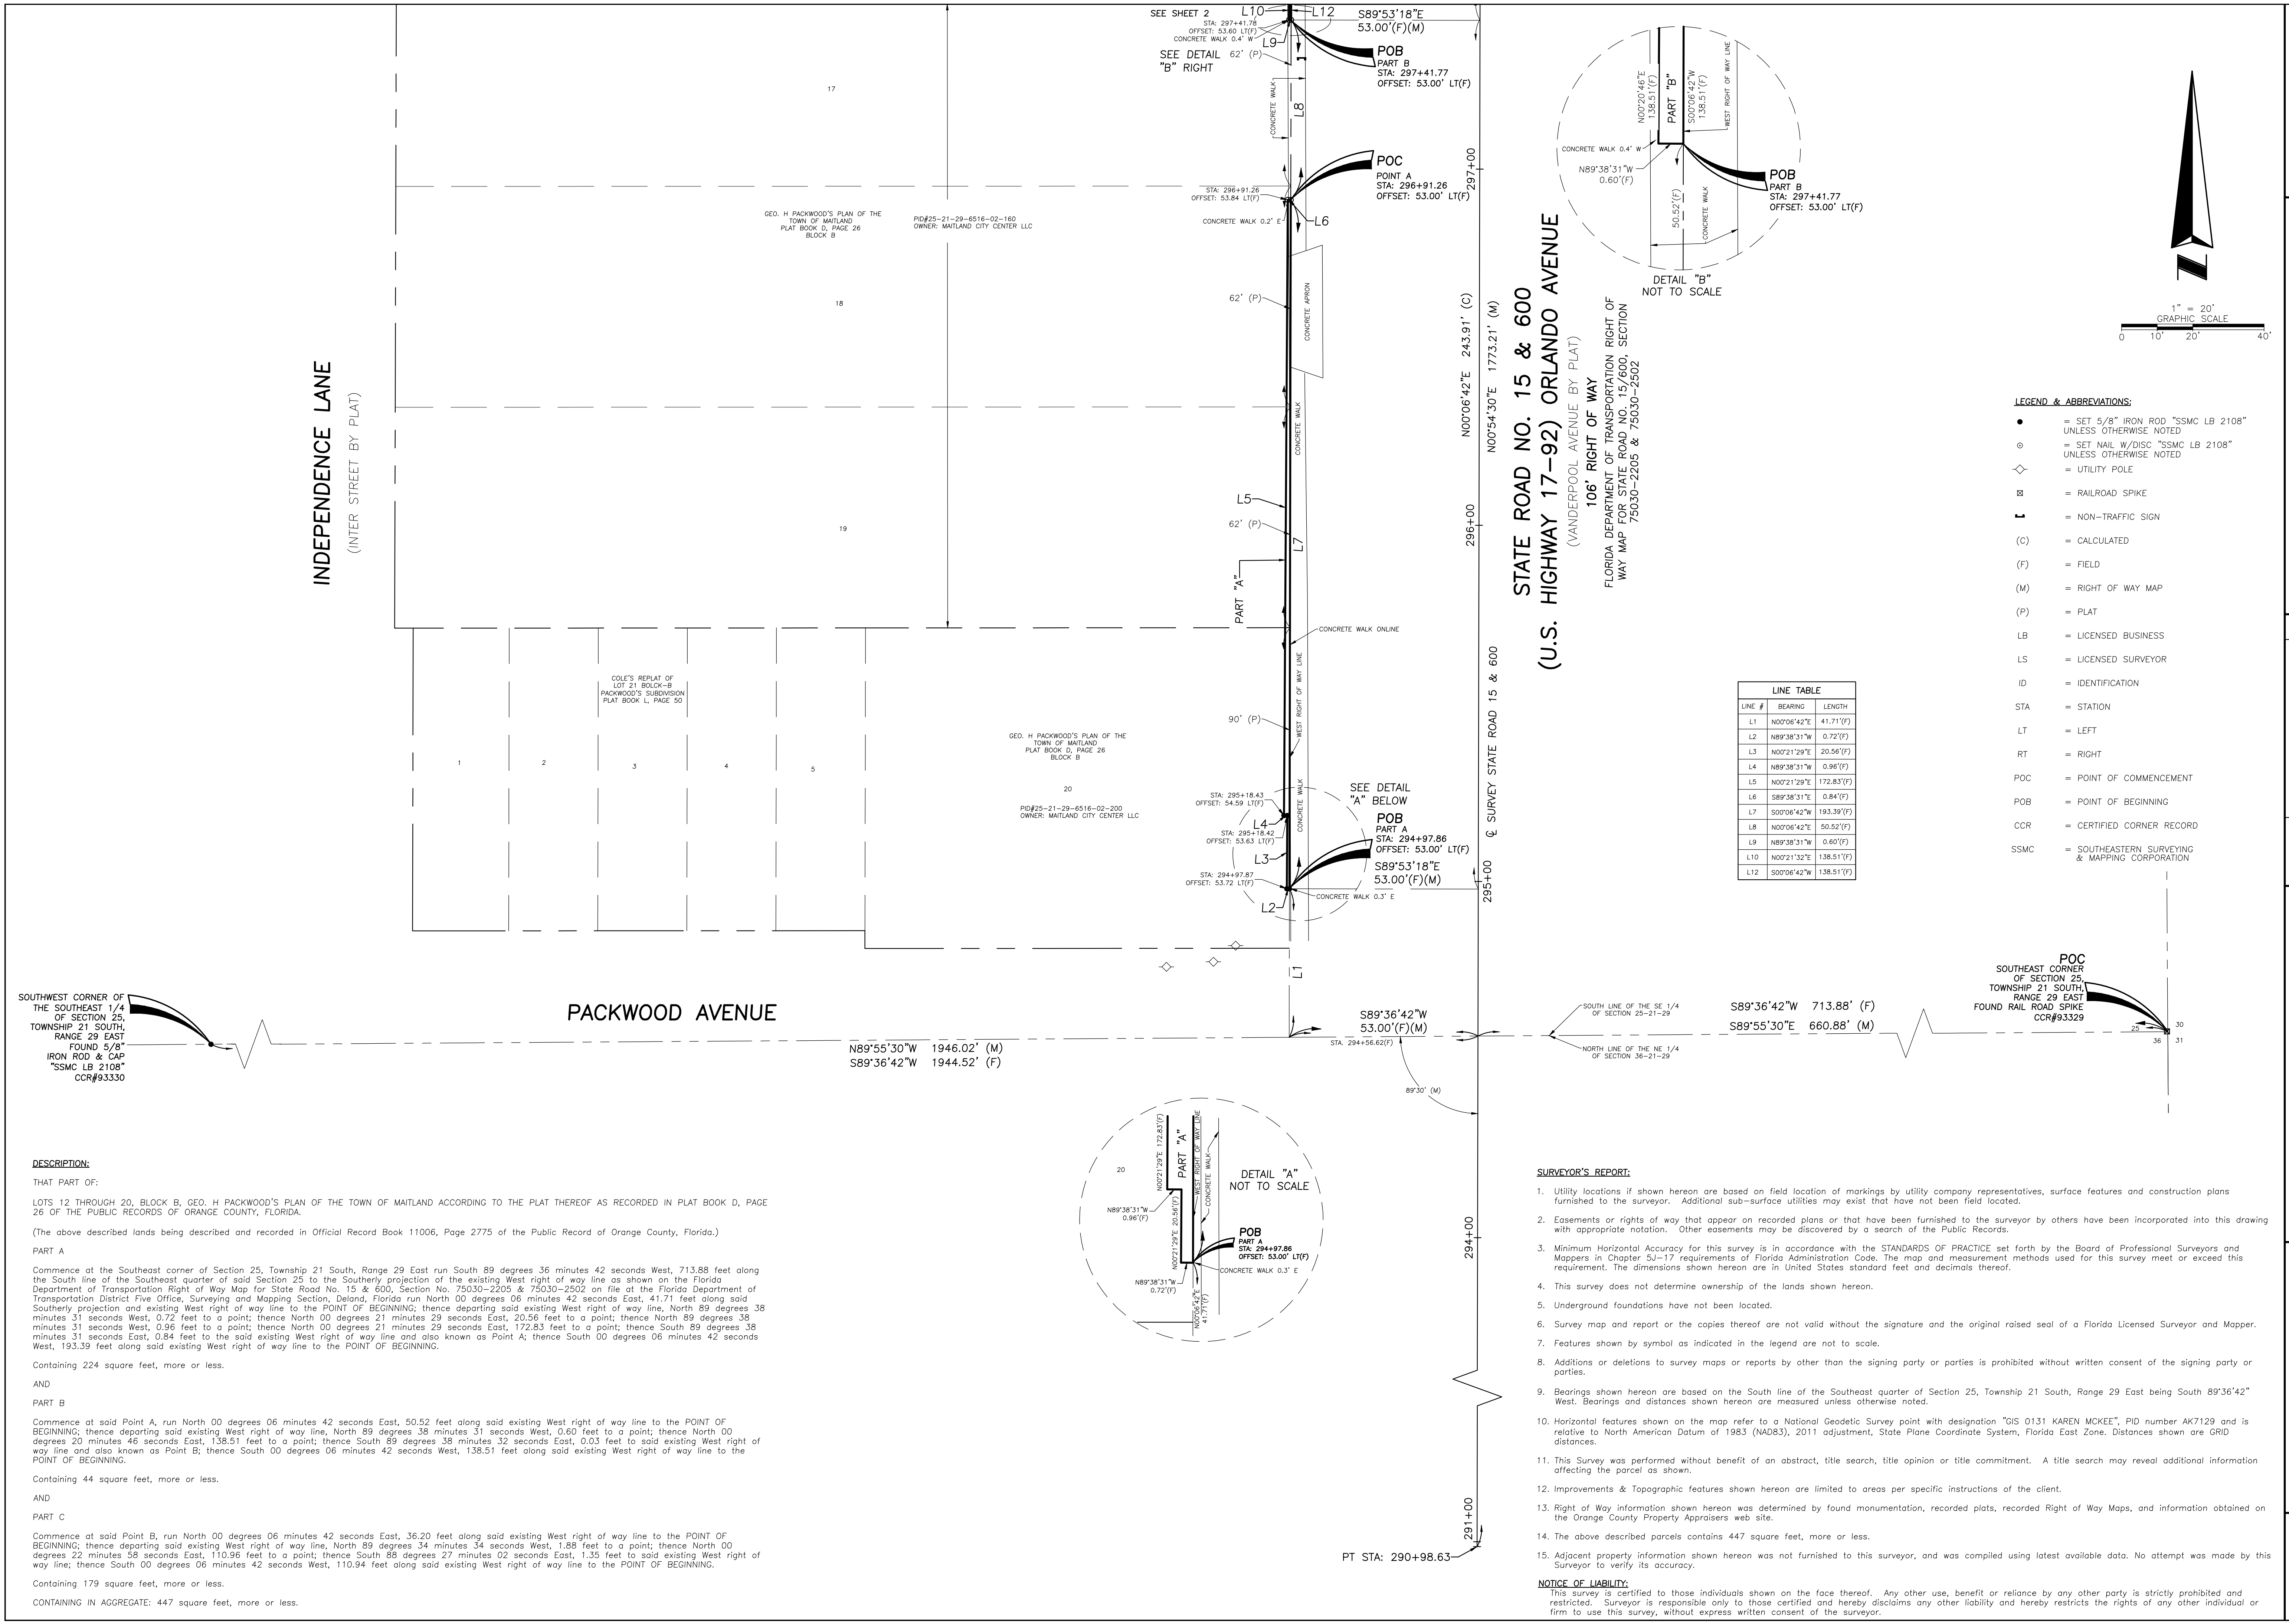 SEE SHEET 2
L10
L12
STA: 297+41.78
OFFSET: 53.60 LT(F)
CONCRETE WALK 0.4' W
L9
S89°53'18"E
53.00'(F)(M)
SEE DETAIL
"B" RIGHT
62' (P)
POB
PART B
STA: 297+41.77
OFFSET: 53.00' LT(F)
CONCRETE WALK
L8
17
POC
POINT A
STA: 296+91.26
OFFSET: 53.00' LT(F)
STA: 296+91.26
OFFSET: 53.84 LT(F)
CONCRETE WALK 0.2' E
L6
297+00
GEO. H PACKWOOD'S PLAN OF THE
TOWN OF MAITLAND
PLAT BOOK D, PAGE 26
BLOCK B
PID#25-21-29-6516-02-160
OWNER: MAITLAND CITY CENTER LLC
18
62' (P)
CONCRETE APRON
N00°06'42"E 243.91' (C)
N00°54'30"E 1773.21' (M)
INDEPENDENCE LANE
(INTER STREET BY PLAT)
CONCRETE WALK
L5
62' (P)
19
L7
296+00
PART "A"
STATE ROAD NO. 15 & 600
(U.S. HIGHWAY 17-92) ORLANDO AVENUE
(VANDERPOOL AVENUE BY PLAT)
106' RIGHT OF WAY
FLORIDA DEPARTMENT OF TRANSPORTATION RIGHT OF
WAY MAP FOR STATE ROAD NO. 15/600, SECTION
75030-2205 & 75030-2502
N00°20'46"E
138.51'(F)
PART "B"
S00°06'42"W
138.51'(F)
WEST RIGHT OF WAY LINE
CONCRETE WALK 0.4' W
N89°38'31"W
0.60'(F)
50.52'(F)
CONCRETE WALK
POB
PART B
STA: 297+41.77
OFFSET: 53.00' LT(F)
DETAIL "B"
NOT TO SCALE
N
1" = 20'
GRAPHIC SCALE
0 10' 20' 40'
LEGEND & ABBREVIATIONS:
= SET 5/8" IRON ROD "SSMC LB 2108"
UNLESS OTHERWISE NOTED
= SET NAIL W/DISC "SSMC LB 2108"
UNLESS OTHERWISE NOTED
= UTILITY POLE
= RAILROAD SPIKE
= NON-TRAFFIC SIGN
(C) = CALCULATED
(F) = FIELD
(M) = RIGHT OF WAY MAP
(P) = PLAT
LB = LICENSED BUSINESS
LS = LICENSED SURVEYOR
ID = IDENTIFICATION
STA = STATION
LT = LEFT
RT = RIGHT
POC = POINT OF COMMENCEMENT
POB = POINT OF BEGINNING
CCR = CERTIFIED CORNER RECORD
SSMC = SOUTHEASTERN SURVEYING
& MAPPING CORPORATION
LINE TABLE
LINE # BEARING LENGTH
L1 N00°06'42"E 41.71'(F)
L2 N89°38'31"W 0.72'(F)
L3 N00°21'29"E 20.56'(F)
L4 N89°38'31"W 0.96'(F)
L5 N00°21'29"E 172.83'(F)
L6 S89°38'31"E 0.84'(F)
L7 S00°06'42"W 193.39'(F)
L8 N00°06'42"E 50.52'(F)
L9 N89°38'31"W 0.60'(F)
L10 N00°21'32"E 138.51'(F)
L12 S00°06'42"W 138.51'(F)
CONCRETE WALK ONLINE
COLE'S REPLAT OF
LOT 21 BOLCK-B
PACKWOOD'S SUBDIVISION
PLAT BOOK L, PAGE 50
1
2
3
4
5
GEO. H PACKWOOD'S PLAN OF THE
TOWN OF MAITLAND
PLAT BOOK D, PAGE 26
BLOCK B
20
PID#25-21-29-6516-02-200
OWNER: MAITLAND CITY CENTER LLC
90' (P)
WEST RIGHT OF WAY LINE
CONCRETE WALK
STA: 295+18.43
OFFSET: 54.59 LT(F)
L4
STA: 295+18.42
OFFSET: 53.63 LT(F)
L3
STA: 294+97.87
OFFSET: 53.72 LT(F)
L2
SEE DETAIL
"A" BELOW
POB
PART A
STA: 294+97.86
OFFSET: 53.00' LT(F)
S89°53'18"E
53.00'(F)(M)
CONCRETE WALK 0.3' E
295+00
℄ SURVEY STATE ROAD 15 & 600
L1
SOUTHWEST CORNER OF
THE SOUTHEAST 1/4
OF SECTION 25,
TOWNSHIP 21 SOUTH,
RANGE 29 EAST
FOUND 5/8"
IRON ROD & CAP
"SSMC LB 2108"
CCR#93330
PACKWOOD AVENUE
N89°55'30"W 1946.02' (M)
S89°36'42"W 1944.52' (F)
S89°36'42"W
53.00'(F)(M)
STA. 294+56.62(F)
89°30' (M)
SOUTH LINE OF THE SE 1/4
OF SECTION 25-21-29
NORTH LINE OF THE NE 1/4
OF SECTION 36-21-29
S89°36'42"W 713.88' (F)
S89°55'30"E 660.88' (M)
POC
SOUTHEAST CORNER
OF SECTION 25,
TOWNSHIP 21 SOUTH,
RANGE 29 EAST
FOUND RAIL ROAD SPIKE
CCR#93329
25 30
36 31
20
N00°21'29"E 172.83'(F)
PART "A"
WEST RIGHT OF WAY LINE
CONCRETE WALK
DETAIL "A"
NOT TO SCALE
N89°38'31"W
0.96'(F)
N00°21'29"E 20.56'(F)
POB
PART A
STA: 294+97.86
OFFSET: 53.00' LT(F)
CONCRETE WALK 0.3' E
N89°38'31"W
0.72'(F)
N00°06'42"E
41.71'(F)
294+00
291+00
PT STA: 290+98.63
DESCRIPTION:
THAT PART OF:
LOTS 12 THROUGH 20, BLOCK B, GEO. H PACKWOOD'S PLAN OF THE TOWN OF MAITLAND ACCORDING TO THE PLAT THEREOF AS RECORDED IN PLAT BOOK D, PAGE
26 OF THE PUBLIC RECORDS OF ORANGE COUNTY, FLORIDA.
(The above described lands being described and recorded in Official Record Book 11006, Page 2775 of the Public Record of Orange County, Florida.)
PART A
Commence at the Southeast corner of Section 25, Township 21 South, Range 29 East run South 89 degrees 36 minutes 42 seconds West, 713.88 feet along
the South line of the Southeast quarter of said Section 25 to the Southerly projection of the existing West right of way line as shown on the Florida
Department of Transportation Right of Way Map for State Road No. 15 & 600, Section No. 75030-2205 & 75030-2502 on file at the Florida Department of
Transportation District Five Office, Surveying and Mapping Section, Deland, Florida run North 00 degrees 06 minutes 42 seconds East, 41.71 feet along said
Southerly projection and existing West right of way line to the POINT OF BEGINNING; thence departing said existing West right of way line, North 89 degrees 38
minutes 31 seconds West, 0.72 feet to a point; thence North 00 degrees 21 minutes 29 seconds East, 20.56 feet to a point; thence North 89 degrees 38
minutes 31 seconds West, 0.96 feet to a point; thence North 00 degrees 21 minutes 29 seconds East, 172.83 feet to a point; thence South 89 degrees 38
minutes 31 seconds East, 0.84 feet to the said existing West right of way line and also known as Point A; thence South 00 degrees 06 minutes 42 seconds
West, 193.39 feet along said existing West right of way line to the POINT OF BEGINNING.
Containing 224 square feet, more or less.
AND
PART B
Commence at said Point A, run North 00 degrees 06 minutes 42 seconds East, 50.52 feet along said existing West right of way line to the POINT OF
BEGINNING; thence departing said existing West right of way line, North 89 degrees 38 minutes 31 seconds West, 0.60 feet to a point; thence North 00
degrees 20 minutes 46 seconds East, 138.51 feet to a point; thence South 89 degrees 38 minutes 32 seconds East, 0.03 feet to said existing West right of
way line and also known as Point B; thence South 00 degrees 06 minutes 42 seconds West, 138.51 feet along said existing West right of way line to the
POINT OF BEGINNING.
Containing 44 square feet, more or less.
AND
PART C
Commence at said Point B, run North 00 degrees 06 minutes 42 seconds East, 36.20 feet along said existing West right of way line to the POINT OF
BEGINNING; thence departing said existing West right of way line, North 89 degrees 34 minutes 34 seconds West, 1.88 feet to a point; thence North 00
degrees 22 minutes 58 seconds East, 110.96 feet to a point; thence South 88 degrees 27 minutes 02 seconds East, 1.35 feet to said existing West right of
way line; thence South 00 degrees 06 minutes 42 seconds West, 110.94 feet along said existing West right of way line to the POINT OF BEGINNING.
Containing 179 square feet, more or less.
CONTAINING IN AGGREGATE: 447 square feet, more or less.
SURVEYOR'S REPORT:
1. Utility locations if shown hereon are based on field location of markings by utility company representatives, surface features and construction plans
furnished to the surveyor. Additional sub-surface utilities may exist that have not been field located.
2. Easements or rights of way that appear on recorded plans or that have been furnished to the surveyor by others have been incorporated into this drawing
with appropriate notation. Other easements may be discovered by a search of the Public Records.
3. Minimum Horizontal Accuracy for this survey is in accordance with the STANDARDS OF PRACTICE set forth by the Board of Professional Surveyors and
Mappers in Chapter 5J-17 requirements of Florida Administration Code. The map and measurement methods used for this survey meet or exceed this
requirement. The dimensions shown hereon are in United States standard feet and decimals thereof.
4. This survey does not determine ownership of the lands shown hereon.
5. Underground foundations have not been located.
6. Survey map and report or the copies thereof are not valid without the signature and the original raised seal of a Florida Licensed Surveyor and Mapper.
7. Features shown by symbol as indicated in the legend are not to scale.
8. Additions or deletions to survey maps or reports by other than the signing party or parties is prohibited without written consent of the signing party or
parties.
9. Bearings shown hereon are based on the South line of the Southeast quarter of Section 25, Township 21 South, Range 29 East being South 89°36'42"
West. Bearings and distances shown hereon are measured unless otherwise noted.
10. Horizontal features shown on the map refer to a National Geodetic Survey point with designation "GIS 0131 KAREN MCKEE", PID number AK7129 and is
relative to North American Datum of 1983 (NAD83), 2011 adjustment, State Plane Coordinate System, Florida East Zone. Distances shown are GRID
distances.
11. This Survey was performed without benefit of an abstract, title search, title opinion or title commitment. A title search may reveal additional information
affecting the parcel as shown.
12. Improvements & Topographic features shown hereon are limited to areas per specific instructions of the client.
13. Right of Way information shown hereon was determined by found monumentation, recorded plats, recorded Right of Way Maps, and information obtained on
the Orange County Property Appraisers web site.
14. The above described parcels contains 447 square feet, more or less.
15. Adjacent property information shown hereon was not furnished to this surveyor, and was compiled using latest available data. No attempt was made by this
Surveyor to verify its accuracy.
NOTICE OF LIABILITY:
This survey is certified to those individuals shown on the face thereof. Any other use, benefit or reliance by any other party is strictly prohibited and
restricted. Surveyor is responsible only to those certified and hereby disclaims any other liability and hereby restricts the rights of any other individual or
firm to use this survey, without express written consent of the surveyor.